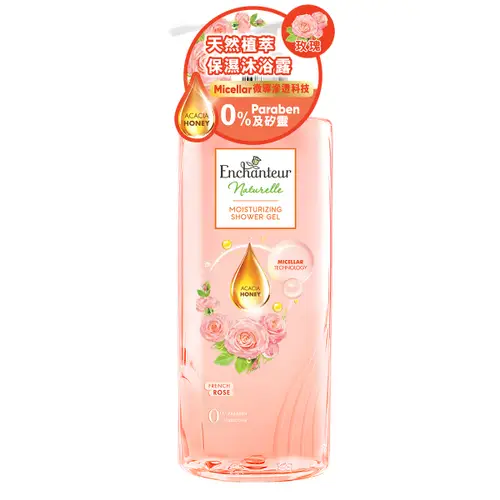 天然植萃
保濕沐浴露
玫瑰
Micellar微導滲透科技
0% Paraben
及矽靈
ACACIA
HONEY
Enchanteur
Naturelle
MOISTURIZING
SHOWER GEL
MICELLAR
TECHNOLOGY
ACACIA
HONEY
FRENCH
ROSE
0%